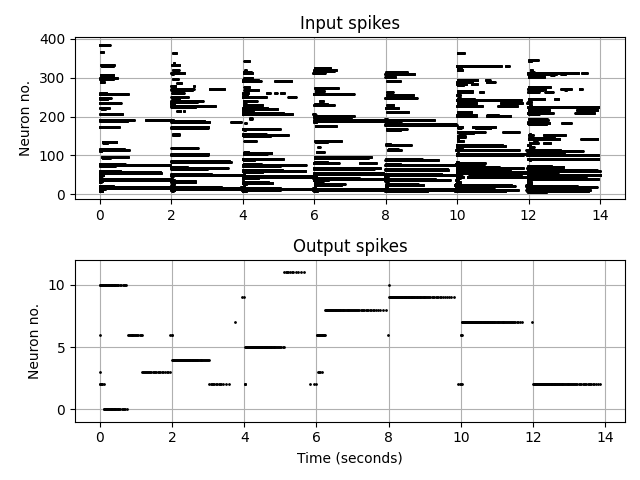 Input spikes
400
300
200
100
0
Neuron no.
0 2 4 6 8 10 12 14
Output spikes
10
5
0
Neuron no.
0 2 4 6 8 10 12 14
Time (seconds)